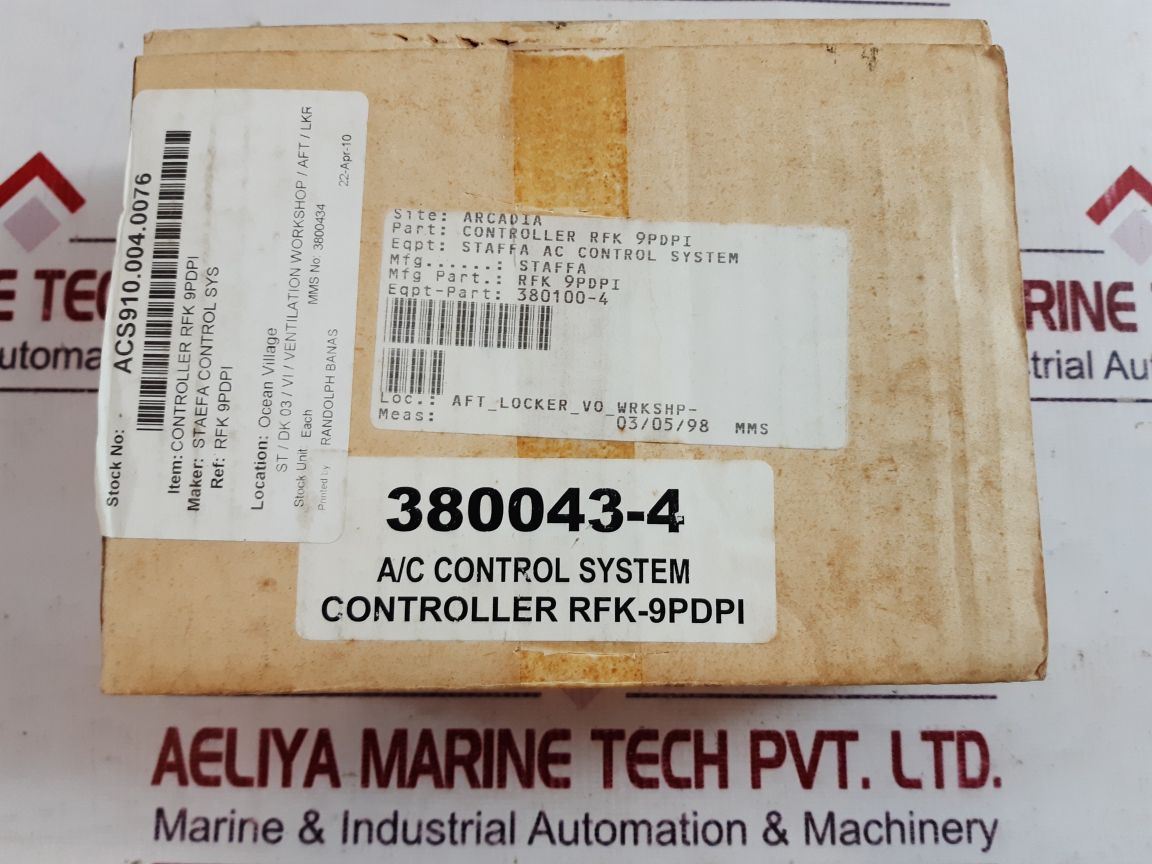 Stock No: ACS910.004.0076
Item: CONTROLLER RFK 9PDPI
Maker: STAEFA CONTROL SYS
Ref: RFK 9PDPI
Location: Ocean Village
ST / DK 03 / VI / VENTILATION WORKSHOP / AFT / LKR
Stock Unit Each MMS No: 3800434
Printed by RANDOLPH BANAS 22-Apr-10
Site: ARCADIA
Part: CONTROLLER RFK 9PDPI
Eqpt: STAFFA AC CONTROL SYSTEM
Mfg......: STAFFA
Mfg Part.: RFK 9PDPI
Eqpt-Part: 380100-4
Loc.: AFT_LOCKER_VO_WRKSHP-
Meas: 03/05/98 MMS
380043-4
A/C CONTROL SYSTEM
CONTROLLER RFK-9PDPI
E TEC
utoma
RINE
trial Au
AELIYA MARINE TECH PVT. LTD.
Marine & Industrial Automation & Machinery